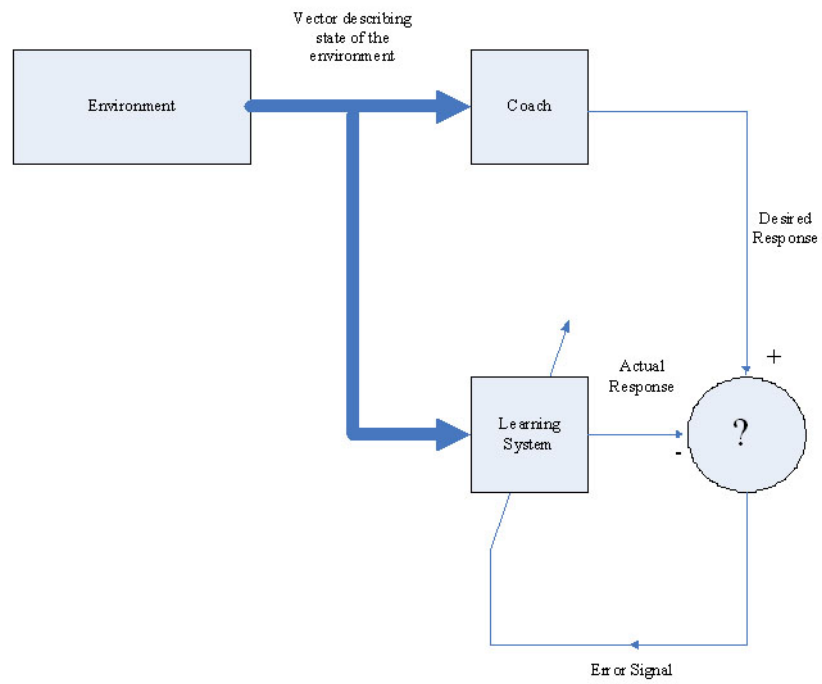 Vector describing
state of the
environment
Environment
Coach
Desired
Response
+
Actual
Response
Learning
System
-
?
Error Signal